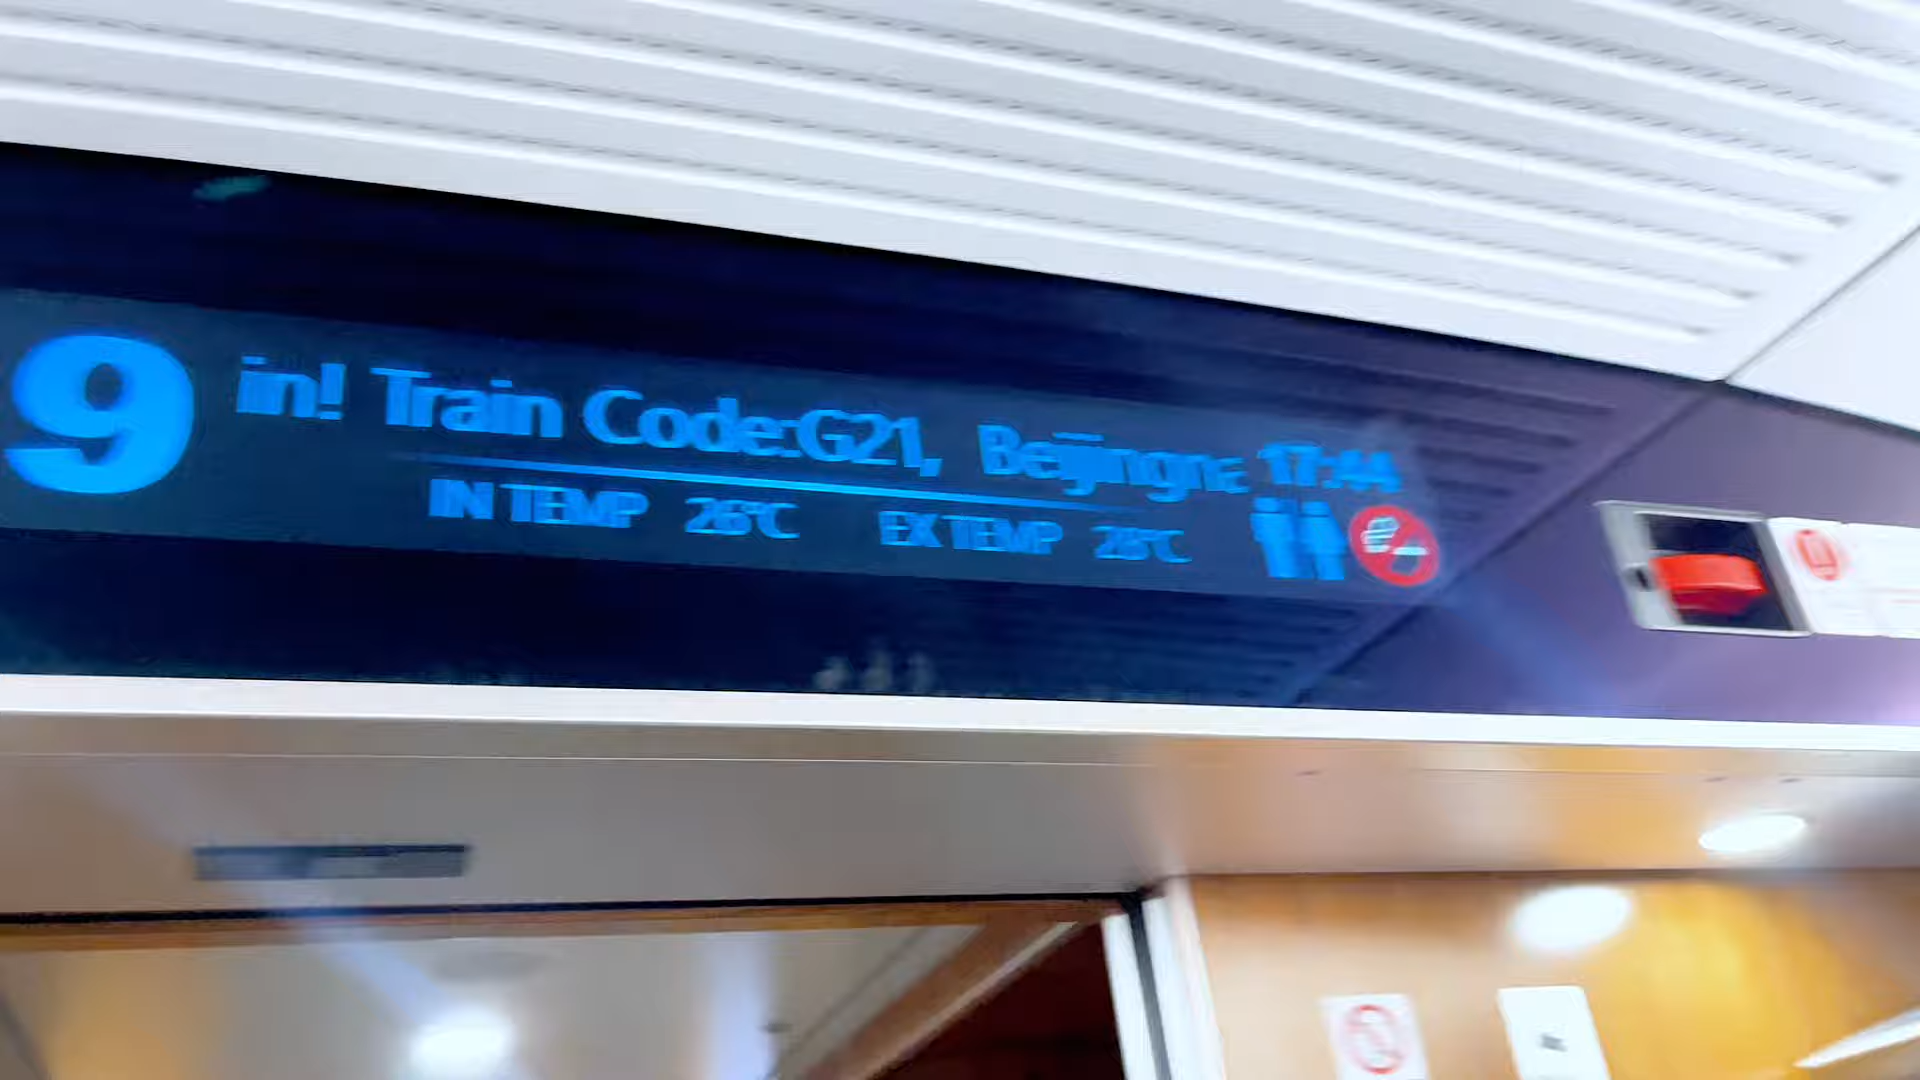 9
in! Train Code:G21, Beijingn
17:44
IN TEMP 26℃ EX TEMP 28℃